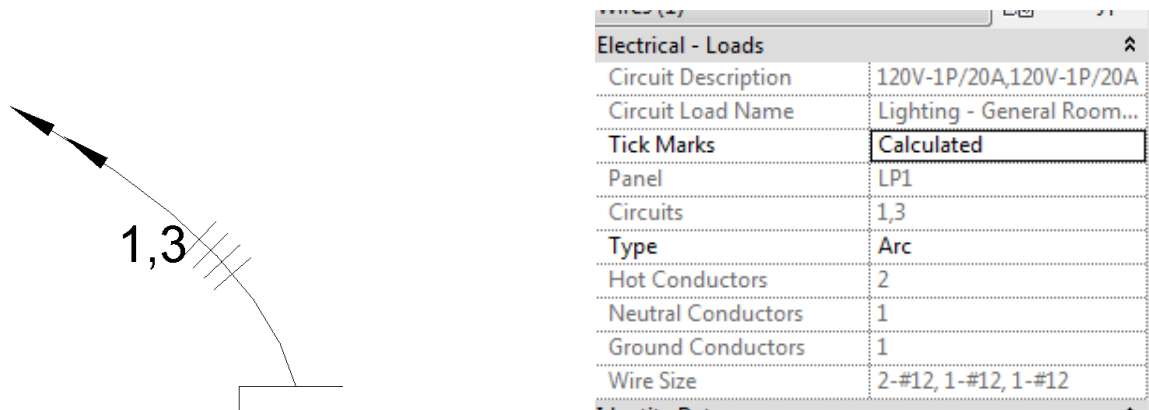 1,3
Wires (1)
Electrical - Loads
Circuit Description 120V-1P/20A,120V-1P/20A
Circuit Load Name Lighting - General Room...
Tick Marks Calculated
Panel LP1
Circuits 1,3
Type Arc
Hot Conductors 2
Neutral Conductors 1
Ground Conductors 1
Wire Size 2-#12, 1-#12, 1-#12